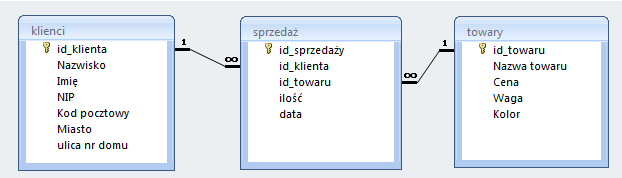 klienci
id_klienta
Nazwisko
Imię
NIP
Kod pocztowy
Miasto
ulica nr domu
1
∞
sprzedaż
id_sprzedaży
id_klienta
id_towaru
ilość
data
∞
1
towary
id_towaru
Nazwa towaru
Cena
Waga
Kolor